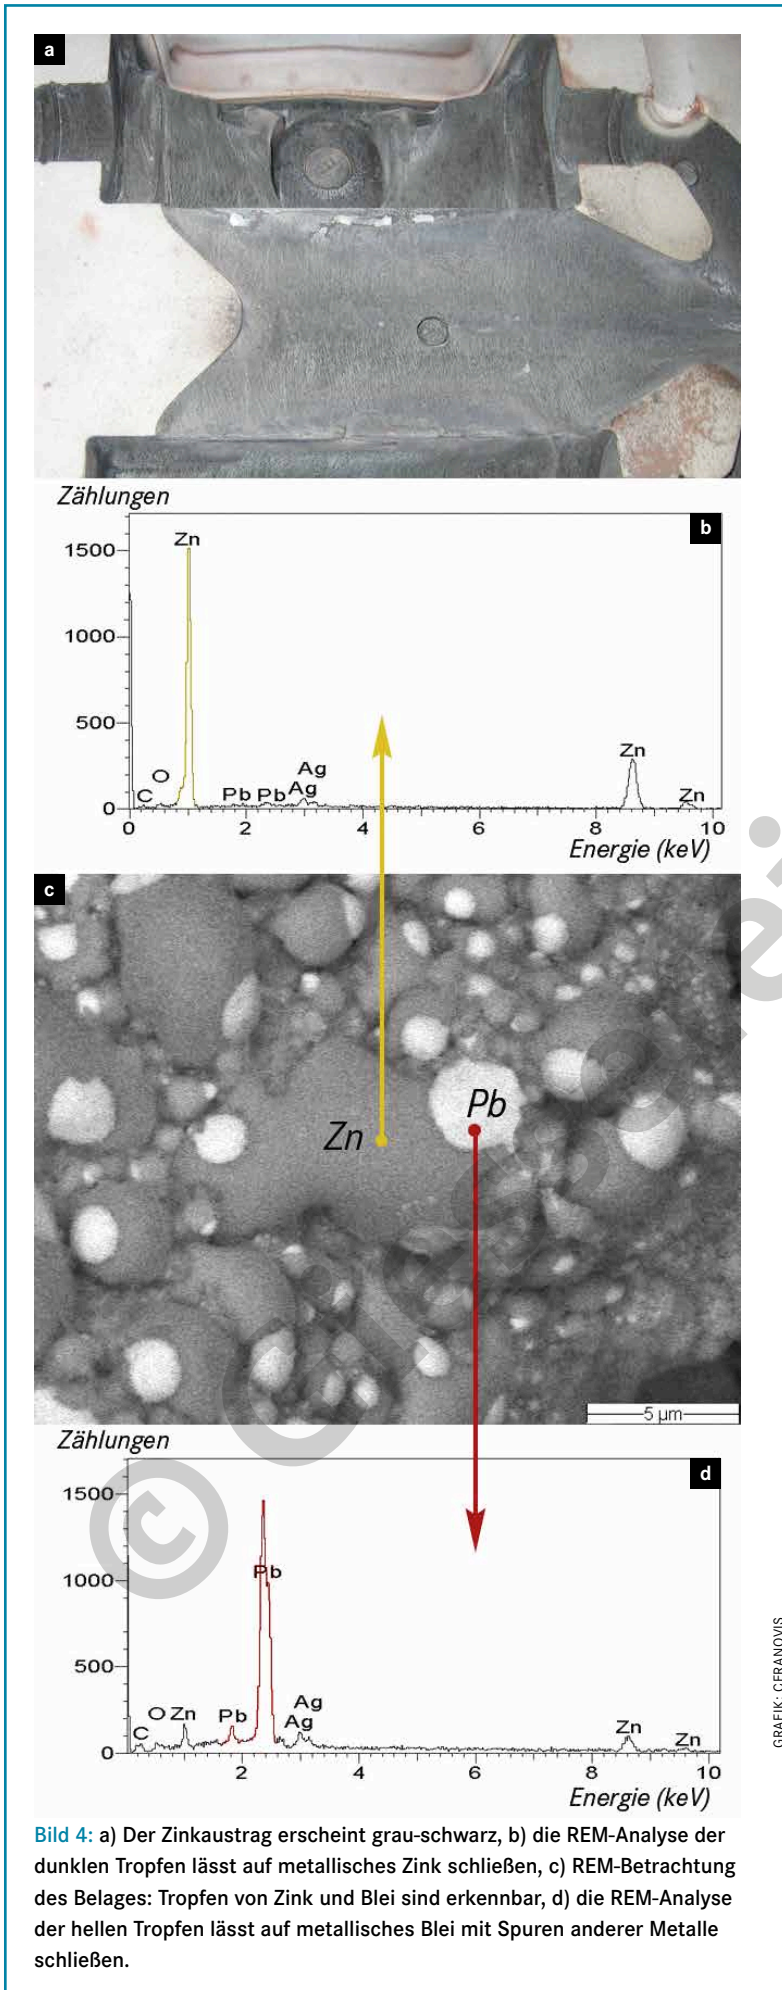 a
Zählungen
b
1500
1000
500
0
Zn
C
O
Pb
Pb
Ag
Ag
Zn
Zn
0 2 4 6 8 10
Energie (keV)
c
Zn
Pb
5 µm
Zählungen
d
1500
1000
500
0
C
O
Zn
Pb
Pb
Ag
Ag
Zn
Zn
2 4 6 8 10
Energie (keV)
GRAFIK: CERANOVIS
Bild 4: a) Der Zinkaustrag erscheint grau-schwarz, b) die REM-Analyse der
dunklen Tropfen lässt auf metallisches Zink schließen, c) REM-Betrachtung
des Belages: Tropfen von Zink und Blei sind erkennbar, d) die REM-Analyse
der hellen Tropfen lässt auf metallisches Blei mit Spuren anderer Metalle
schließen.